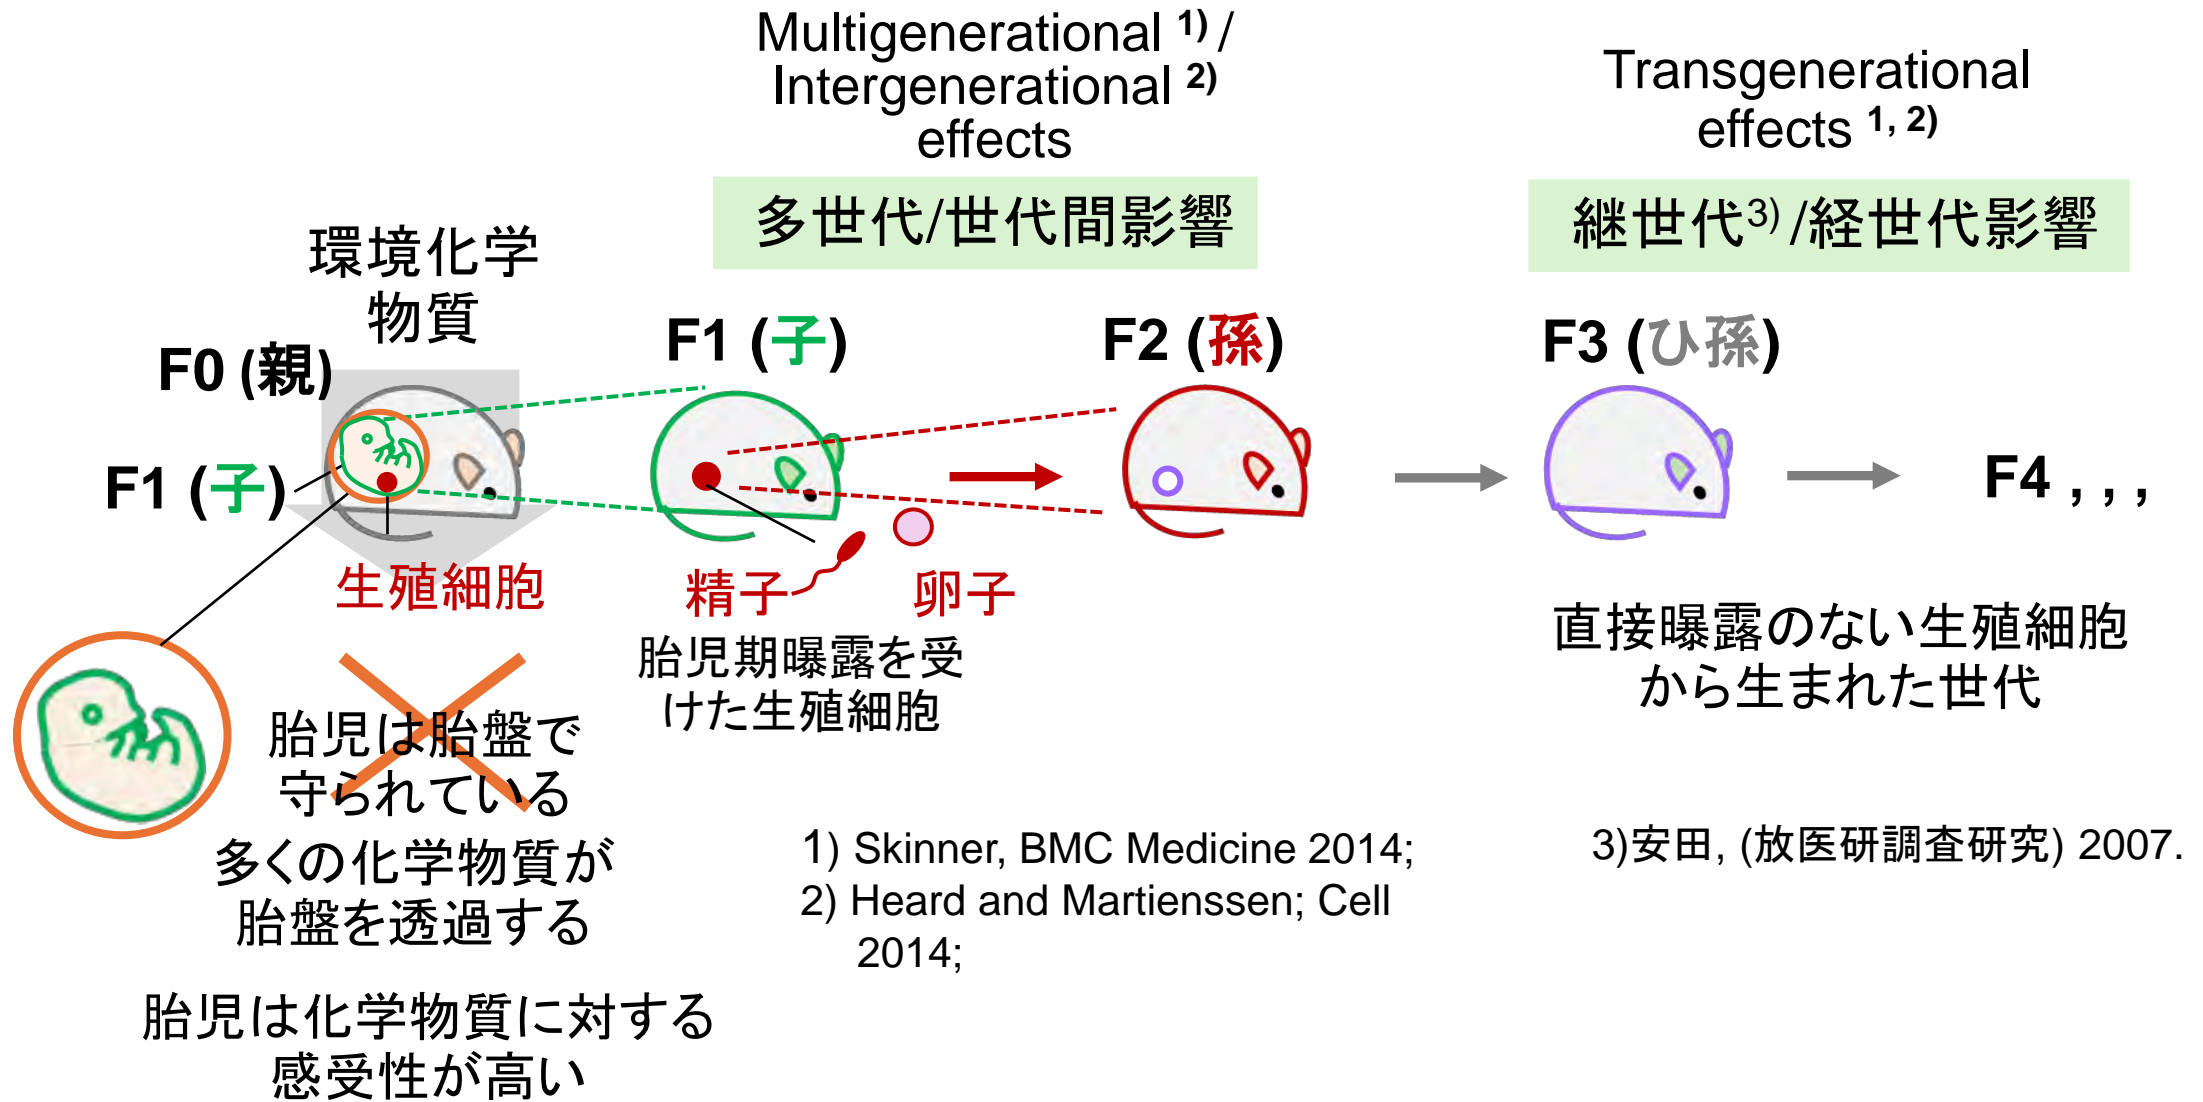 Multigenerational 1) /
Intergenerational 2)
effects
Transgenerational
effects 1, 2)
多世代/世代間影響
継世代3) /経世代影響
環境化学
物質
F0 (親)
F1 (子)
F1 (子)
F2 (孫)
F3 (ひ孫)
F4 , , ,
生殖細胞
精子
卵子
胎児期曝露を受
けた生殖細胞
直接曝露のない生殖細胞
から生まれた世代
胎児は胎盤で
守られている
多くの化学物質が
胎盤を透過する
胎児は化学物質に対する
感受性が高い
1) Skinner, BMC Medicine 2014;
2) Heard and Martienssen; Cell
2014;
3)安田, (放医研調査研究) 2007.